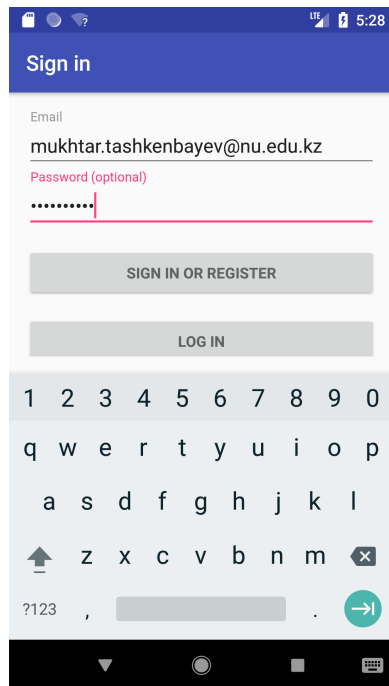 LTE 5:28
Sign in
Email
mukhtar.tashkenbayev@nu.edu.kz
Password (optional)
••••••••••
SIGN IN OR REGISTER
LOG IN
1 2 3 4 5 6 7 8 9 0
q w e r t y u i o p
a s d f g h j k l
z x c v b n m
?123 , .